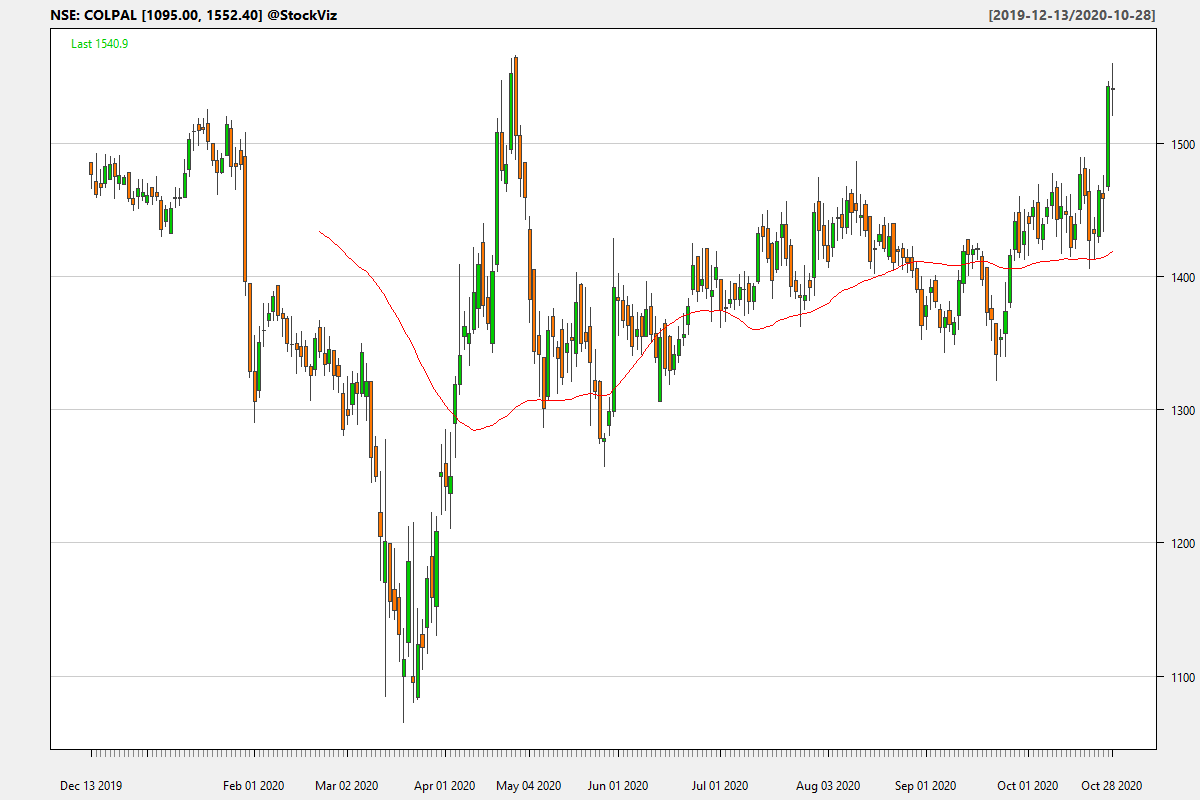 NSE: COLPAL [1095.00, 1552.40] @StockViz [2019-12-13/2020-10-28]
Last 1540.9
1500
1400
1300
1200
1100
Dec 13 2019 Feb 01 2020 Mar 02 2020 Apr 01 2020 May 04 2020 Jun 01 2020 Jul 01 2020 Aug 03 2020 Sep 01 2020 Oct 01 2020 Oct 28 2020